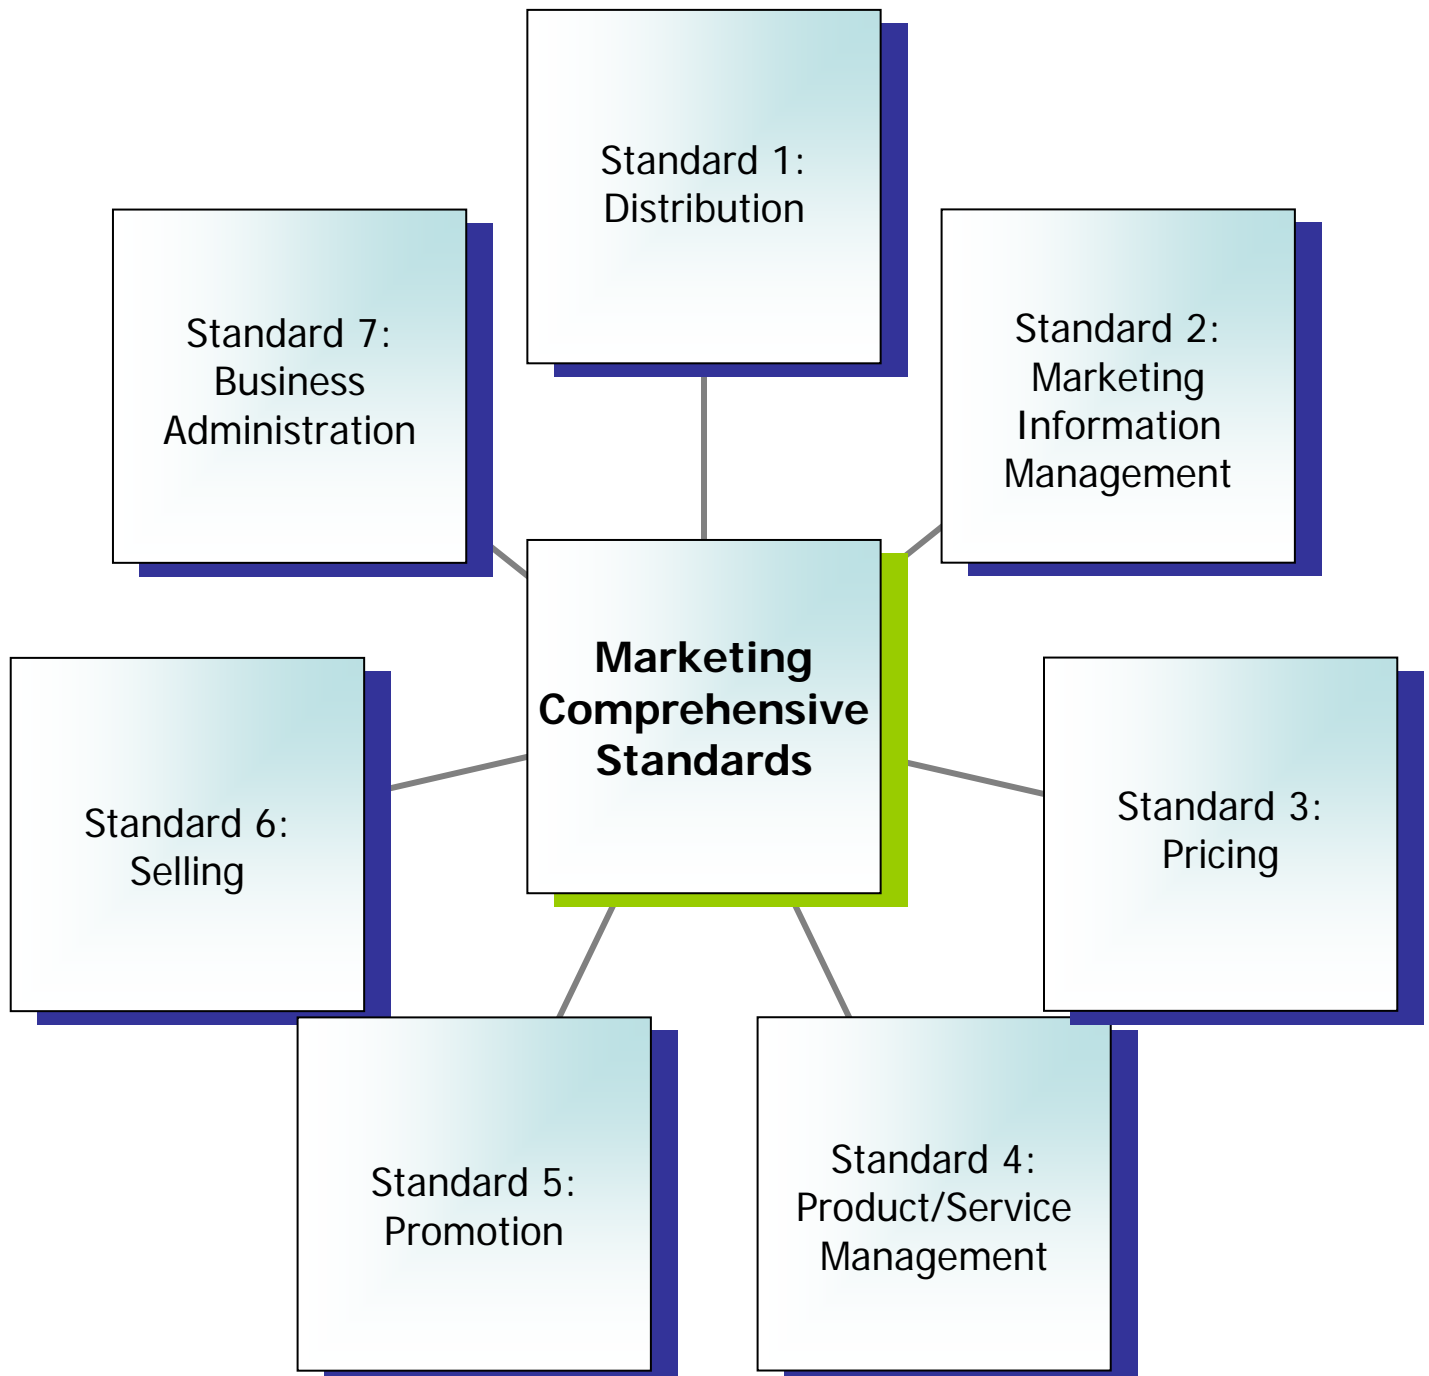 Standard 1:
Distribution
Standard 2:
Marketing
Information
Management
Standard 3:
Pricing
Standard 4:
Product/Service
Management
Standard 5:
Promotion
Standard 6:
Selling
Standard 7:
Business
Administration
Marketing
Comprehensive
Standards